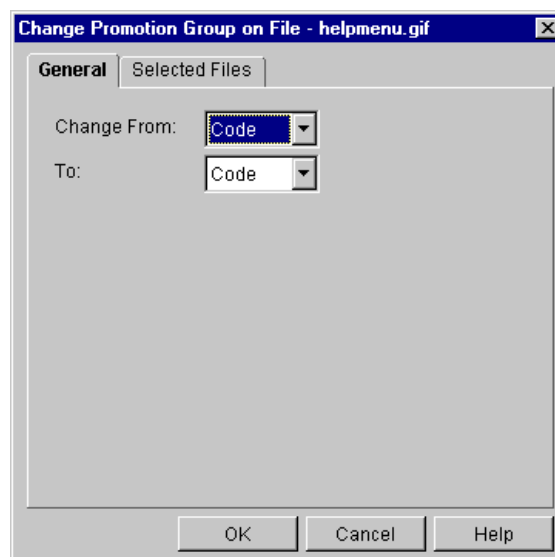 Change Promotion Group on File - helpmenu.gif
General Selected Files
Change From: Code
To: Code
OK Cancel Help